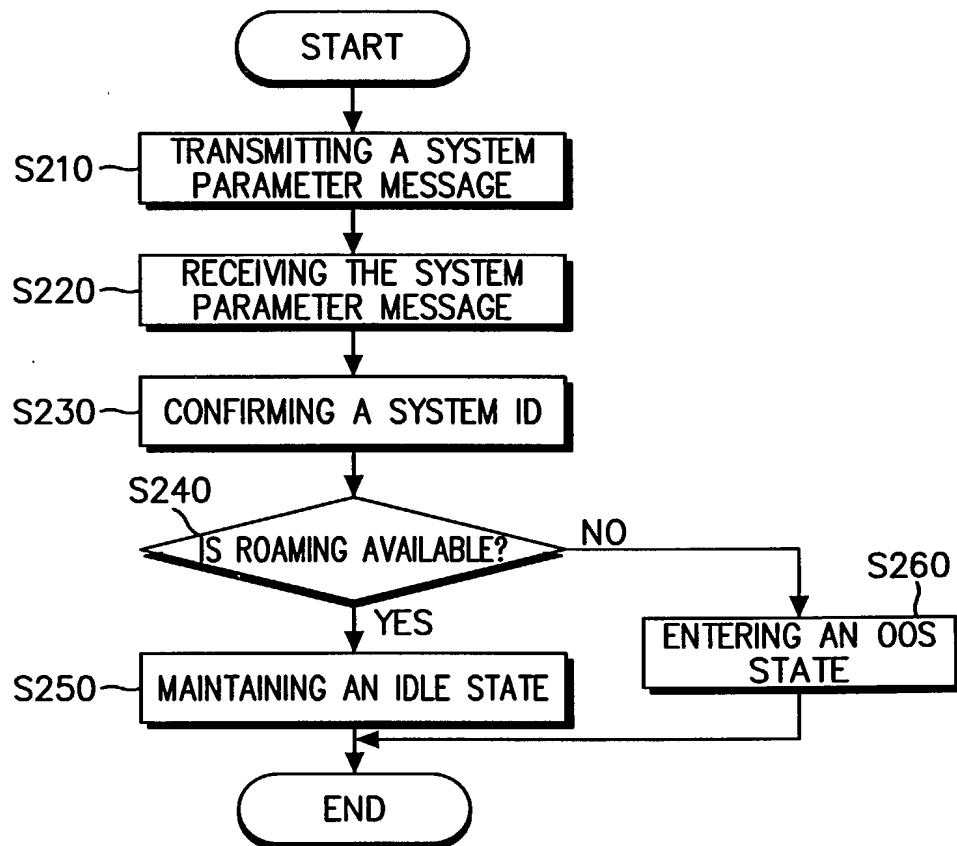 START
S210
TRANSMITTING A SYSTEM
PARAMETER MESSAGE
S220
RECEIVING THE SYSTEM
PARAMETER MESSAGE
S230
CONFIRMING A SYSTEM ID
S240
IS ROAMING AVAILABLE?
NO
YES
S260
ENTERING AN OOS
STATE
S250
MAINTAINING AN IDLE STATE
END